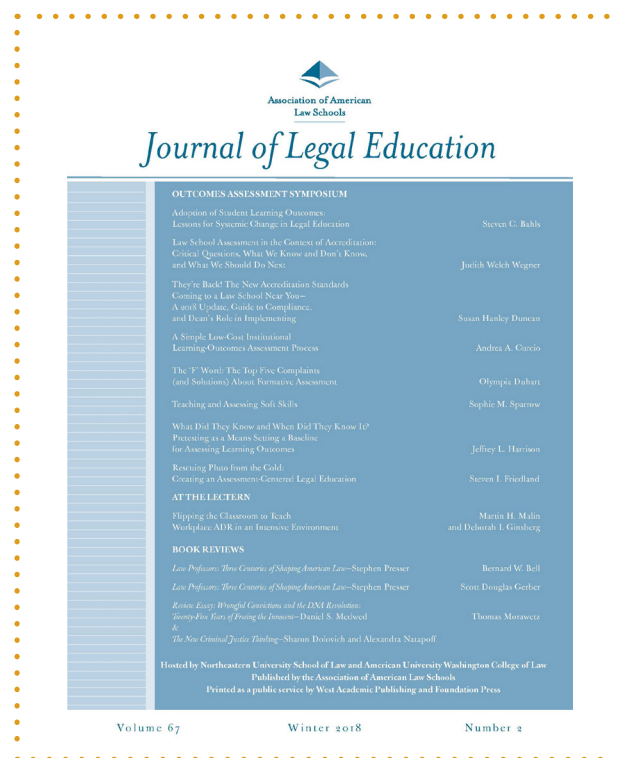 Association of American
Law Schools
Journal of Legal Education
OUTCOMES ASSESSMENT SYMPOSIUM
Adoption of Student Learning Outcomes:
Lessons for Systemic Change in Legal Education Steven C. Bahls
Law School Assessment in the Context of Accreditation:
Critical Questions, What We Know and Don't Know,
and What We Should Do Next Judith Welch Wegner
They're Back! The New Accreditation Standards
Coming to a Law School Near You—
A 2018 Update, Guide to Compliance,
and Dean's Role in Implementing Susan Hanley Duncan
A Simple Low-Cost Institutional
Learning-Outcomes Assessment Process Andrea A. Curcio
The "F" Word: The Top Five Complaints
(and Solutions) About Formative Assessment Olympia Duhart
Teaching and Assessing Soft Skills Sophie M. Sparrow
What Did They Know and When Did They Know It?
Pretesting as a Means Setting a Baseline
for Assessing Learning Outcomes Jeffrey L. Harrison
Rescuing Pluto from the Cold:
Creating an Assessment-Centered Legal Education Steven I. Friedland
AT THE LECTERN
Flipping the Classroom to Teach Martin H. Malin
Workplace ADR in an Intensive Environment and Deborah I. Ginsberg
BOOK REVIEWS
Law Professors: Three Centuries of Shaping American Law—Stephen Presser Bernard W. Bell
Law Professors: Three Centuries of Shaping American Law—Stephen Presser Scott Douglas Gerber
Review Essay: Wrongful Convictions and the DNA Revolution:
Twenty-Five Years of Freeing the Innocent—Daniel S. Medwed Thomas Morawetz
&
The New Criminal Justice Thinking—Sharon Dolovich and Alexandra Natapoff
Hosted by Northeastern University School of Law and American University Washington College of Law
Published by the Association of American Law Schools
Printed as a public service by West Academic Publishing and Foundation Press
Volume 67 Winter 2018 Number 2